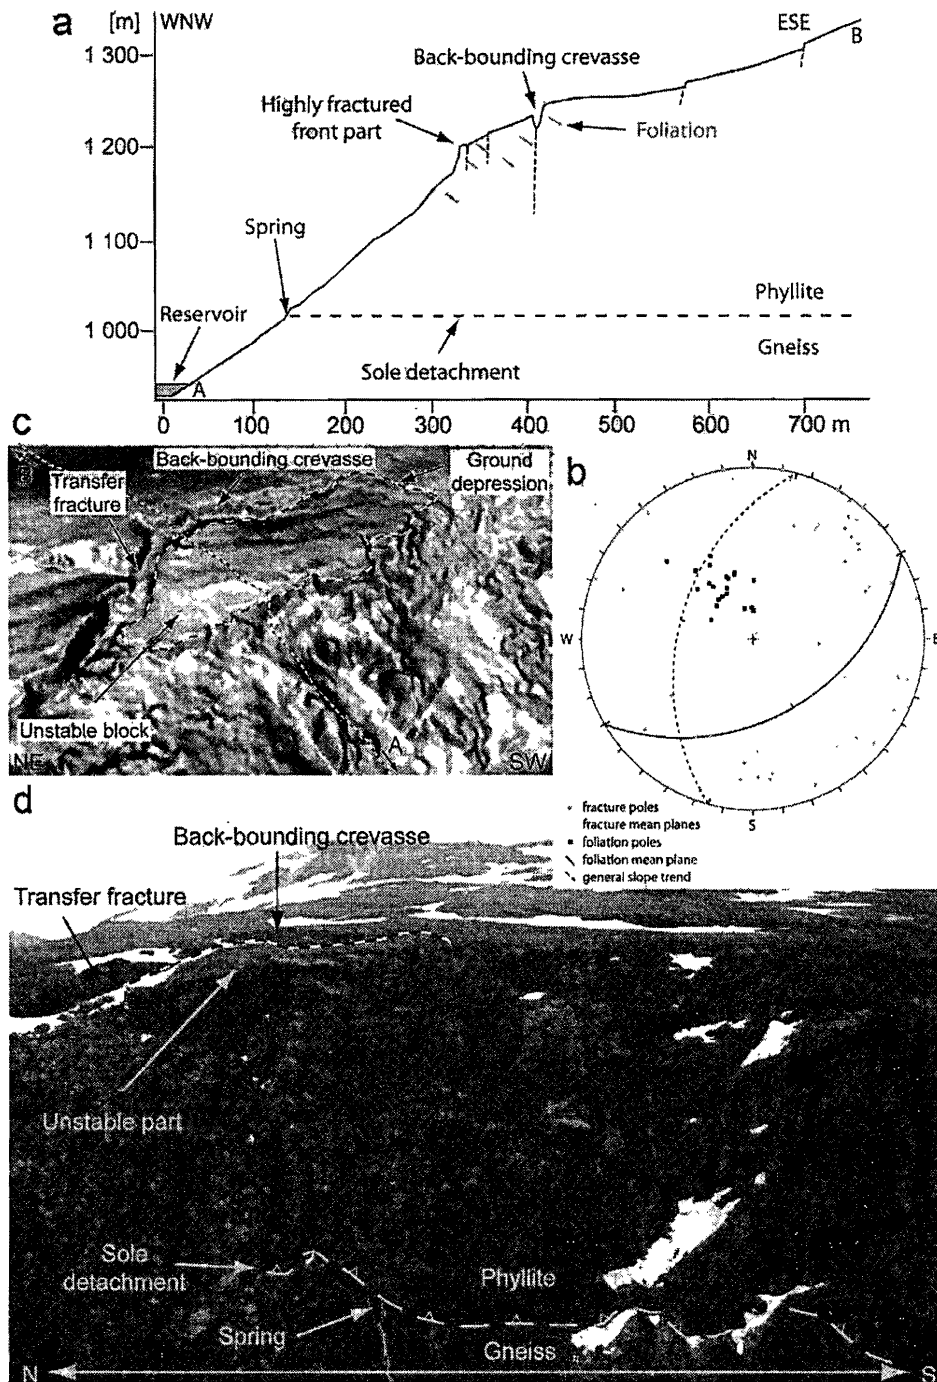 a
[m]
WNW
ESE
B
1 300
Back-bounding crevasse
Highly fractured
front part
Foliation
1 200
Spring
1 100
Phyllite
Reservoir
1 000
Gneiss
Sole detachment
A
0
100
200
300
400
500
600
700 m
c
Back-bounding crevasse
Ground
depression
Transfer
fracture
Unstable block
A
NE
SW
b
N
W
E
S
fracture poles
fracture mean planes
foliation poles
foliation mean plane
general slope trend
d
Back-bounding crevasse
Transfer fracture
Unstable part
Sole
detachment
Phyllite
Spring
Gneiss
N
S